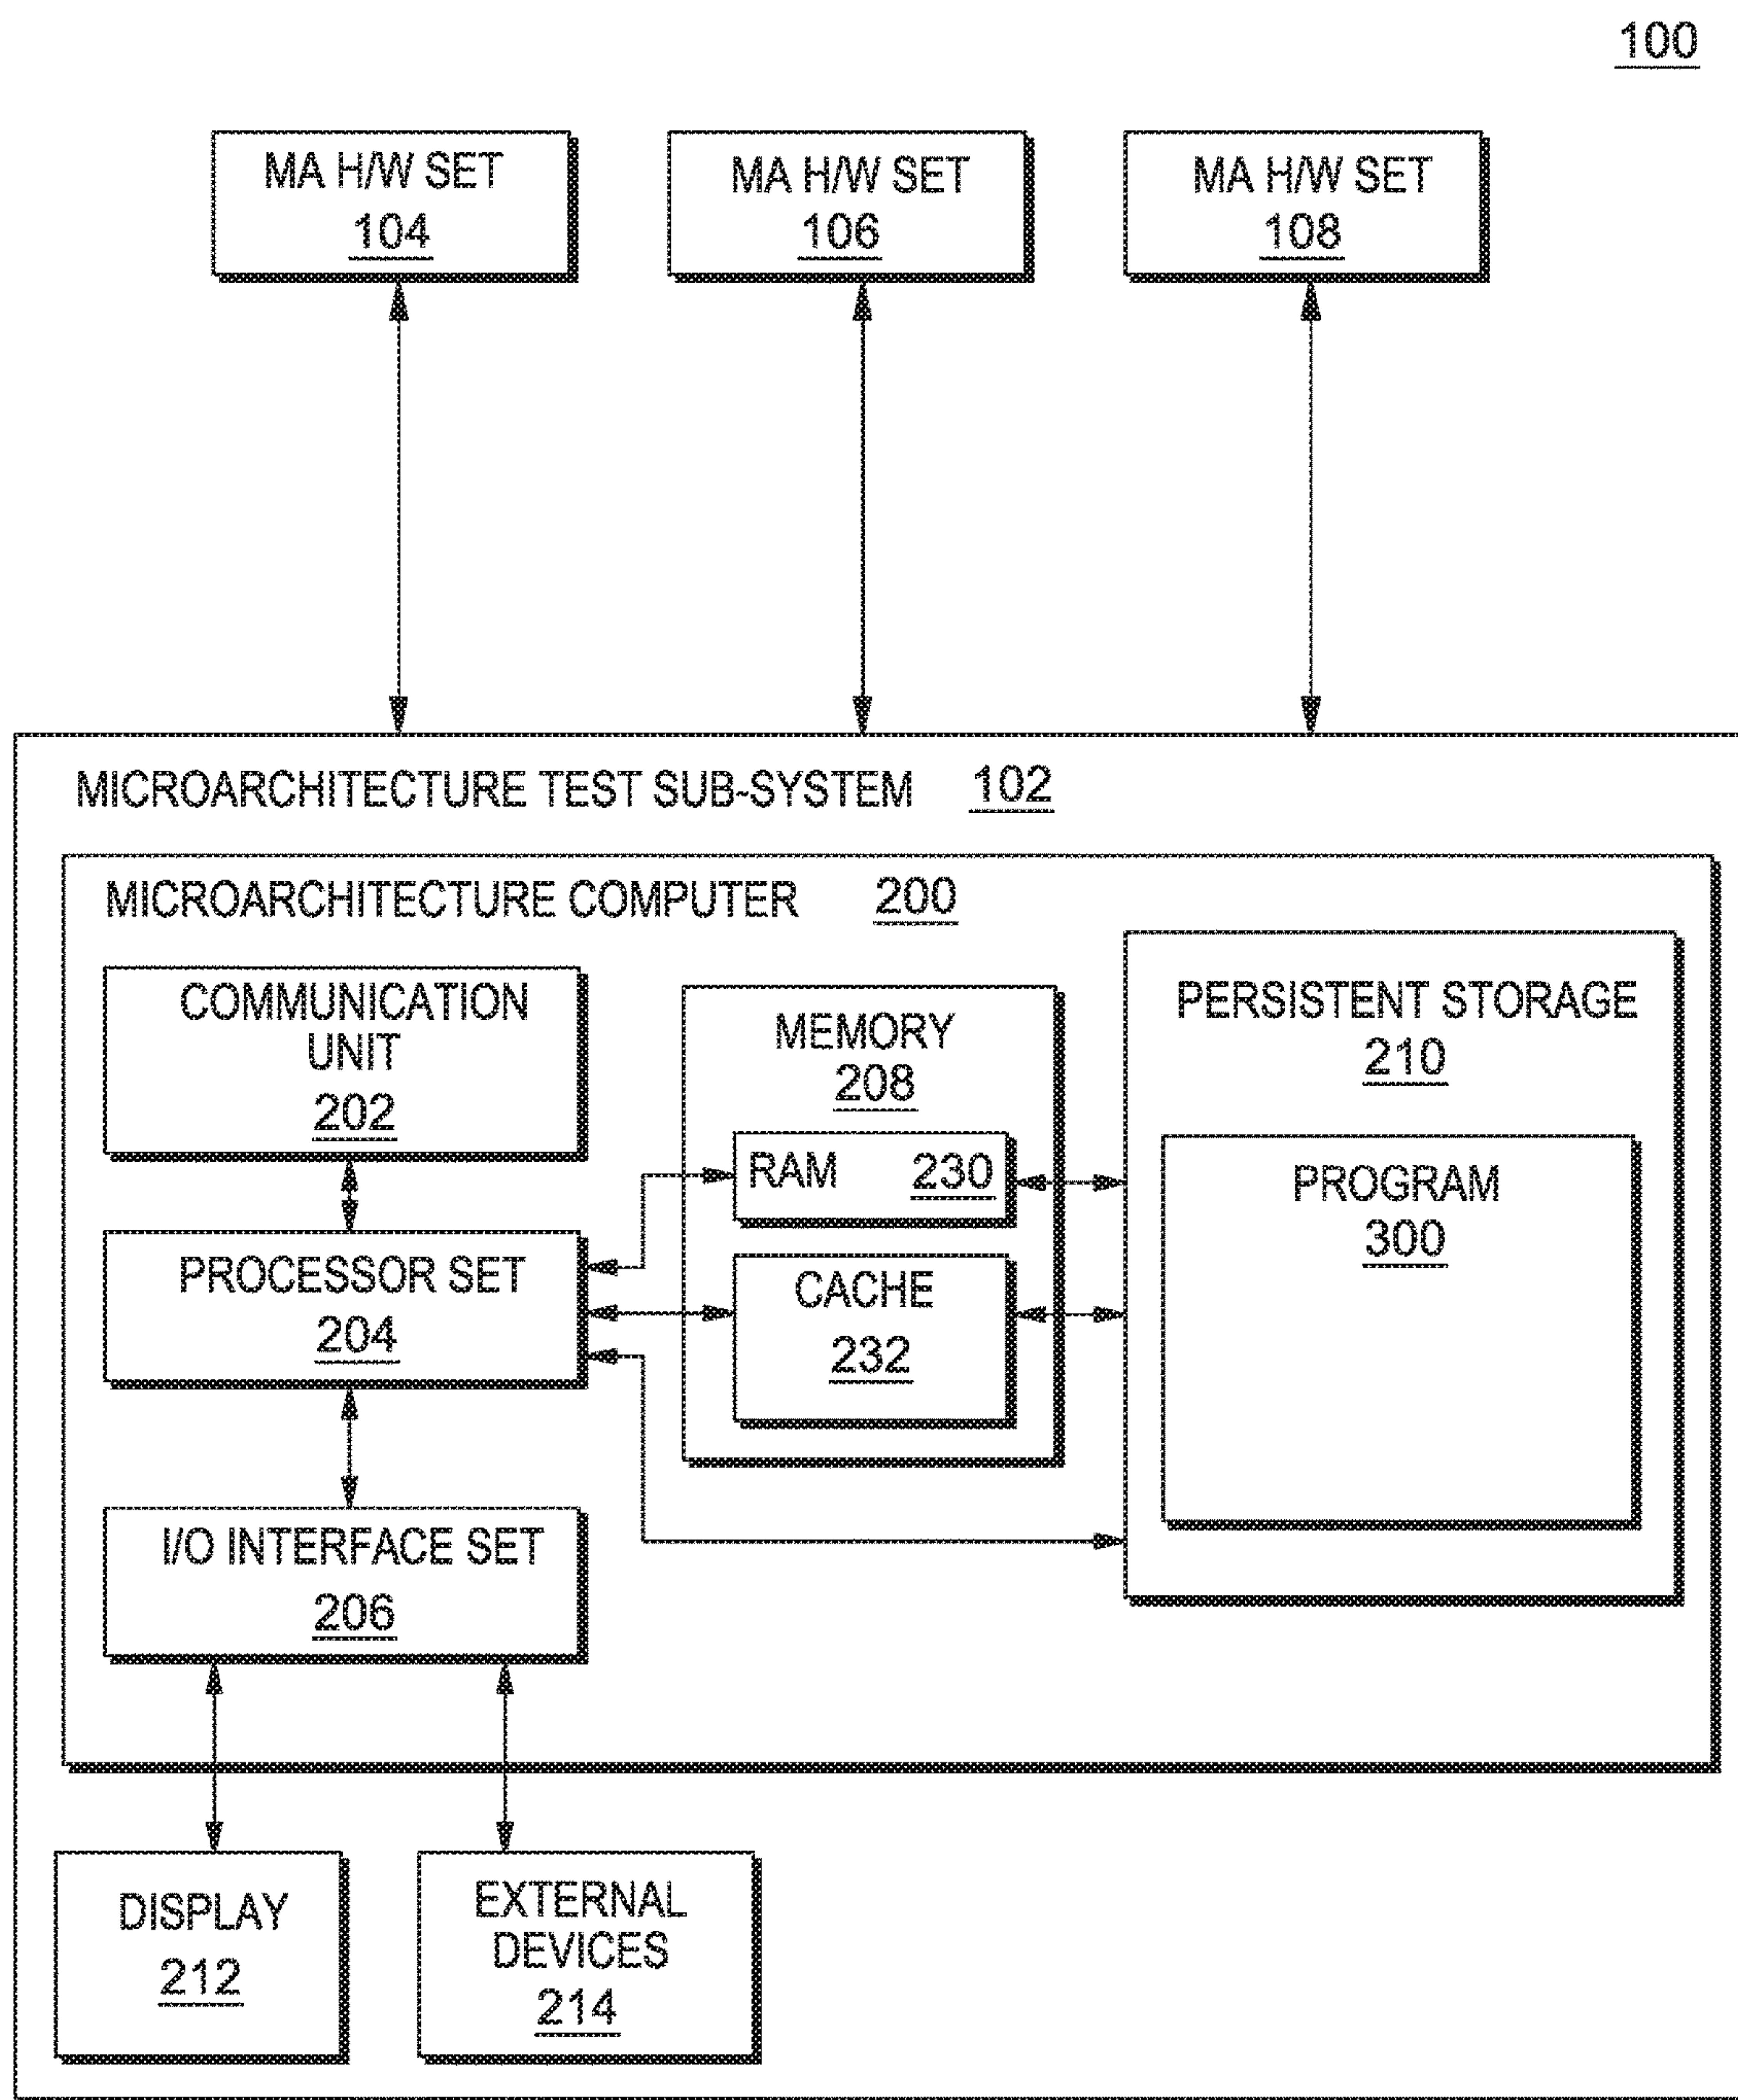 100
MA H/W SET
104
MA H/W SET
106
MA H/W SET
108
MICROARCHITECTURE TEST SUB-SYSTEM 102
MICROARCHITECTURE COMPUTER 200
COMMUNICATION
UNIT
202
PROCESSOR SET
204
I/O INTERFACE SET
206
MEMORY
208
RAM 230
CACHE
232
PERSISTENT STORAGE
210
PROGRAM
300
DISPLAY
212
EXTERNAL
DEVICES
214